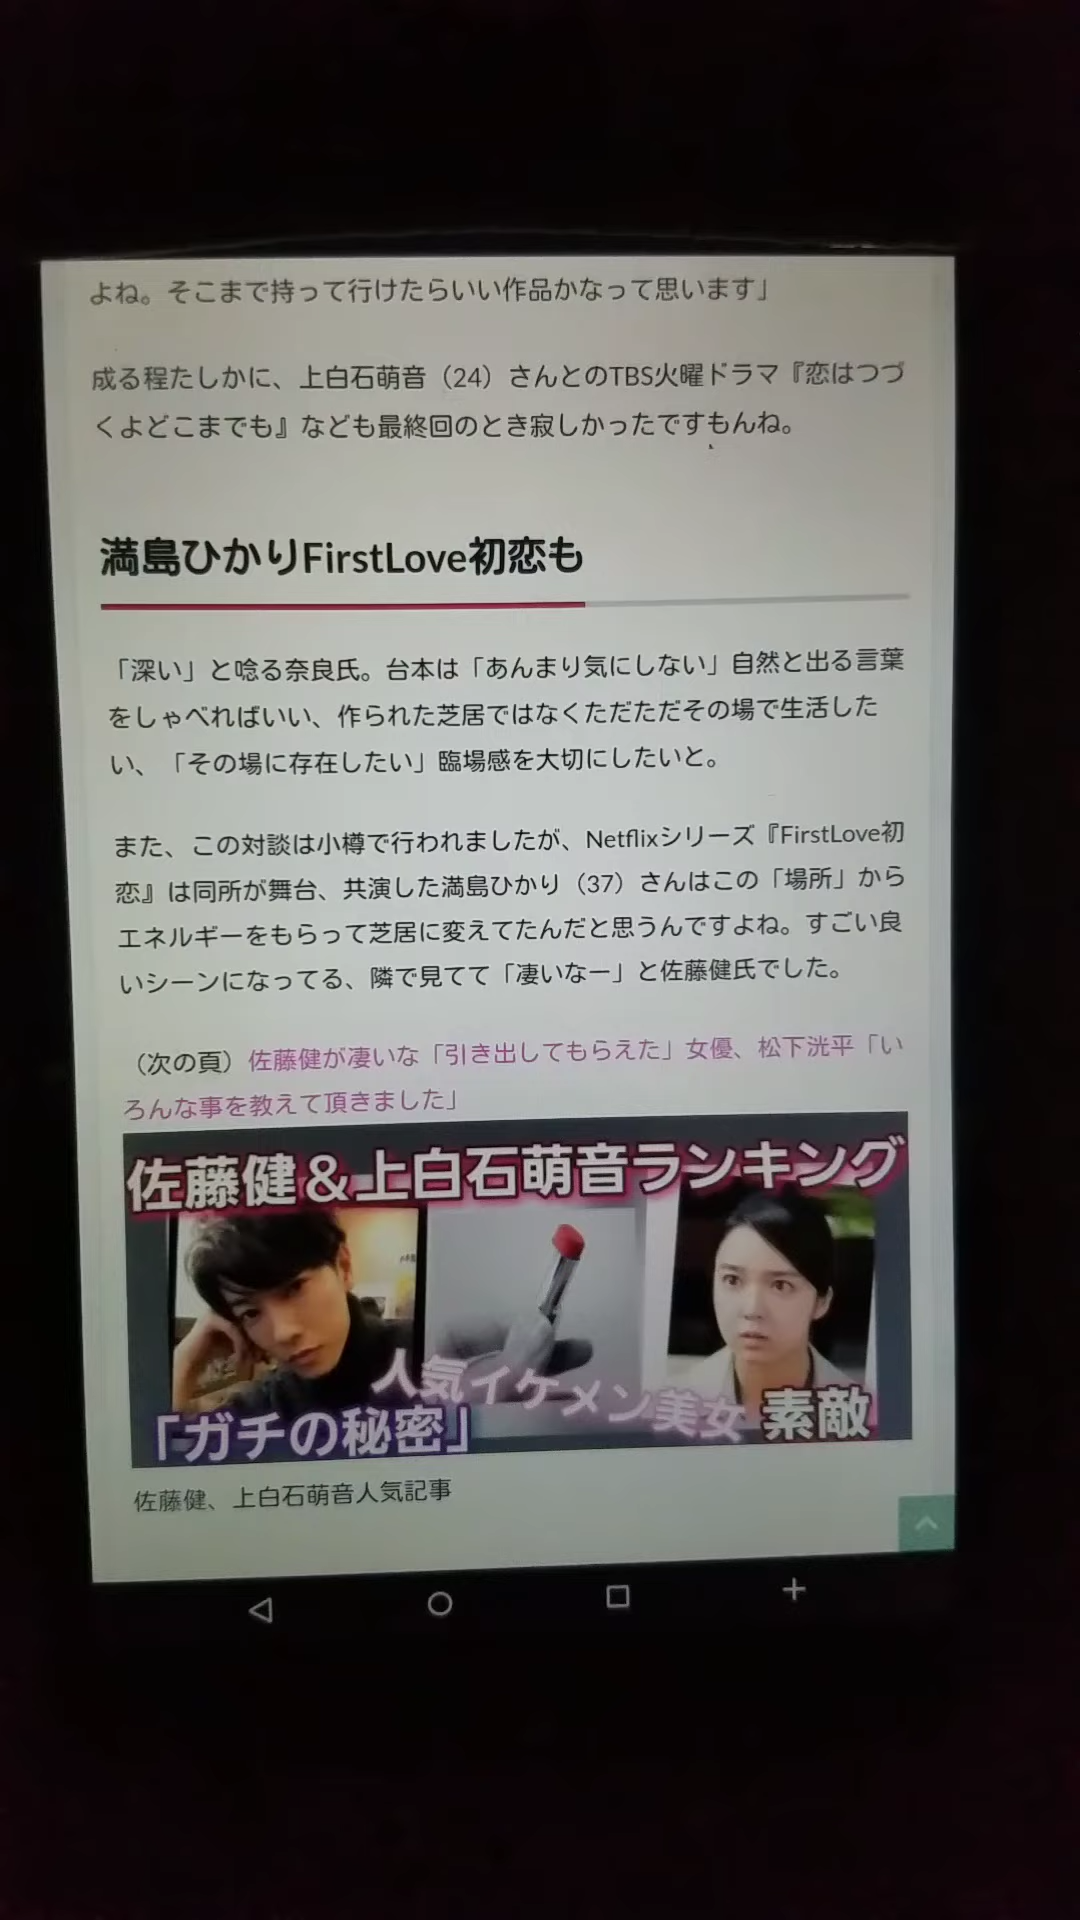 よね。そこまで持って行けたらいい作品かなって思います」
成る程たしかに、上白石萌音（24）さんとのTBS火曜ドラマ『恋はつづ
くよどこまでも』なども最終回のとき寂しかったですもんね。
満島ひかりFirstLove初恋も
「深い」と唸る奈良氏。台本は「あんまり気にしない」自然と出る言葉
をしゃべればいい、作られた芝居ではなくただただその場で生活した
い、「その場に存在したい」臨場感を大切にしたいと。
また、この対談は小樽で行われましたが、Netflixシリーズ『FirstLove初
恋』は同所が舞台、共演した満島ひかり（37）さんはこの「場所」から
エネルギーをもらって芝居に変えてたんだと思うんですよね。すごい良
いシーンになってる、隣で見てて「凄いなー」と佐藤健氏でした。
（次の頁）佐藤健が凄いな「引き出してもらえた」女優、松下洸平「い
ろんな事を教えて頂きました」
佐藤健＆上白石萌音ランキング
人気イケメン美女 素敵
「ガチの秘密」
佐藤健、上白石萌音人気記事